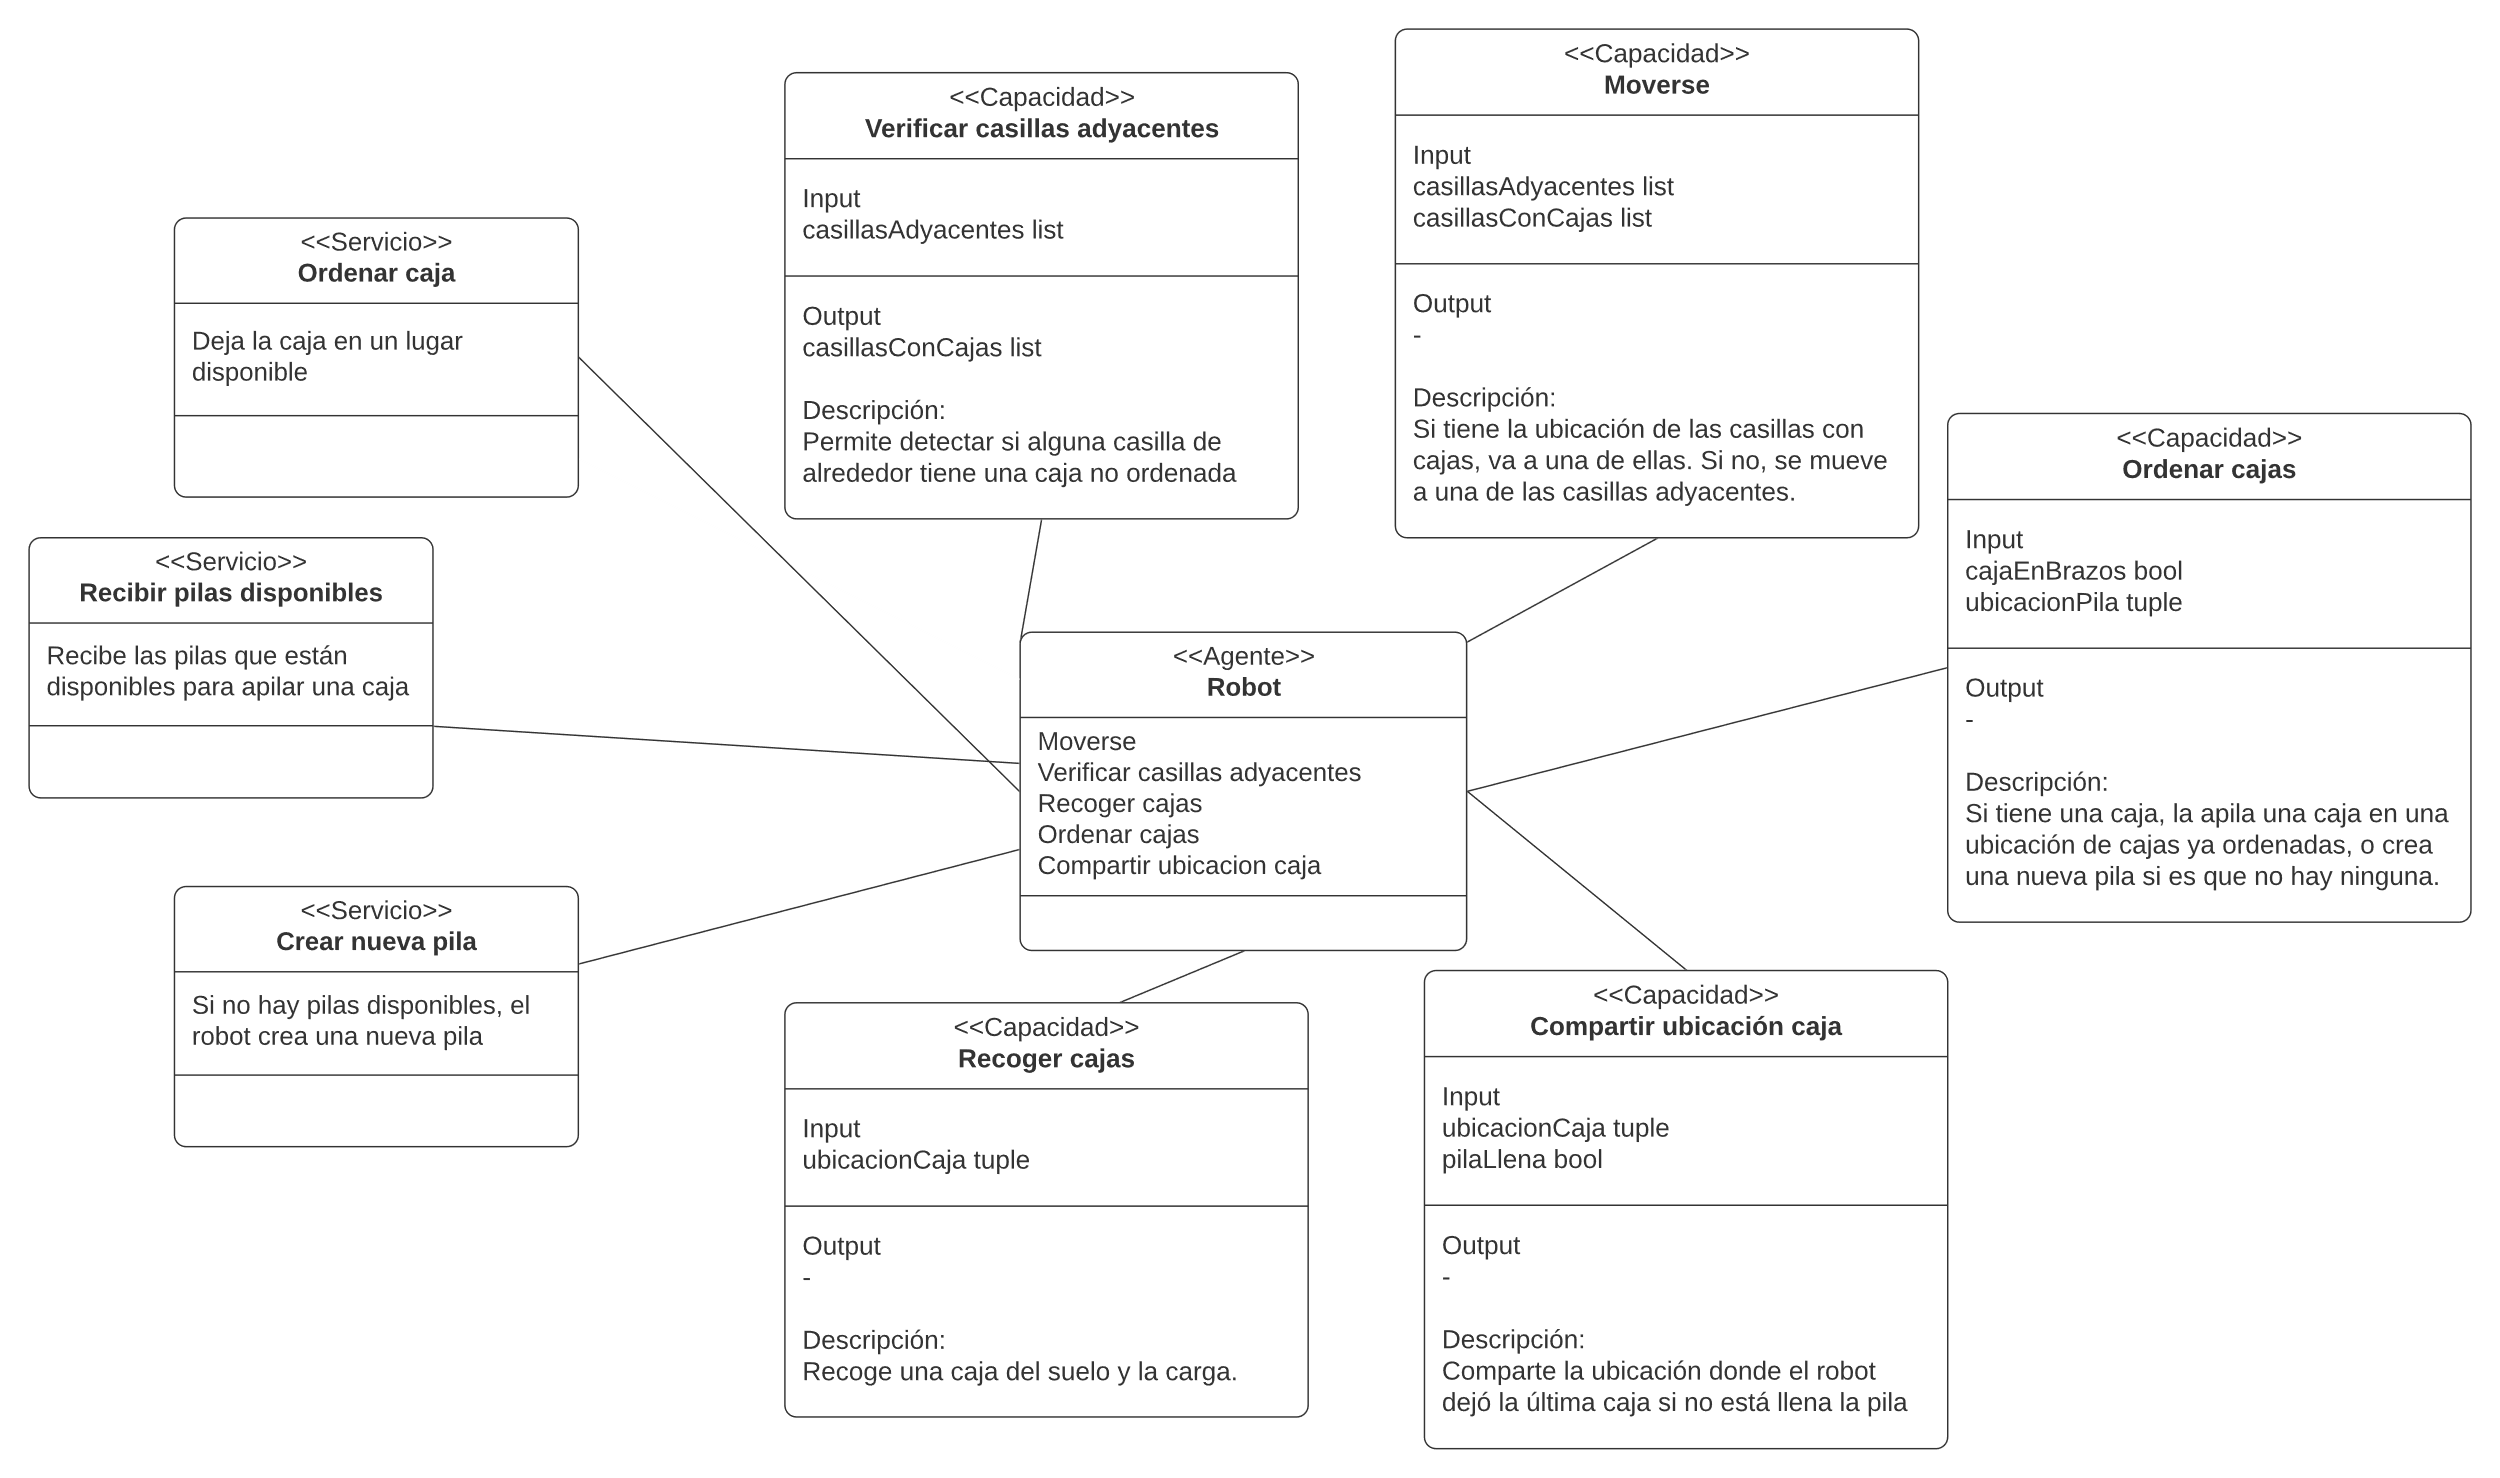 <<Capacidad>>
Moverse
Input
casillasAdyacentes list
casillasConCajas list
Output
-
Descripción:
Si tiene la ubicación de las casillas con
cajas, va a una de ellas. Si no, se mueve
a una de las casillas adyacentes.
<<Capacidad>>
Verificar casillas adyacentes
Input
casillasAdyacentes list
Output
casillasConCajas list
Descripción:
Permite detectar si alguna casilla de
alrededor tiene una caja no ordenada
<<Servicio>>
Ordenar caja
Deja la caja en un lugar
disponible
<<Capacidad>>
Ordenar cajas
Input
cajaEnBrazos bool
ubicacionPila tuple
Output
-
Descripción:
Si tiene una caja, la apila una caja en una
ubicación de cajas ya ordenadas, o crea
una nueva pila si es que no hay ninguna.
<<Servicio>>
Recibir pilas disponibles
Recibe las pilas que están
disponibles para apilar una caja
<<Agente>>
Robot
Moverse
Verificar casillas adyacentes
Recoger cajas
Ordenar cajas
Compartir ubicacion caja
<<Servicio>>
Crear nueva pila
Si no hay pilas disponibles, el
robot crea una nueva pila
<<Capacidad>>
Recoger cajas
Input
ubicacionCaja tuple
Output
-
Descripción:
Recoge una caja del suelo y la carga.
<<Capacidad>>
Compartir ubicación caja
Input
ubicacionCaja tuple
pilaLlena bool
Output
-
Descripción:
Comparte la ubicación donde el robot
dejó la última caja si no está llena la pila